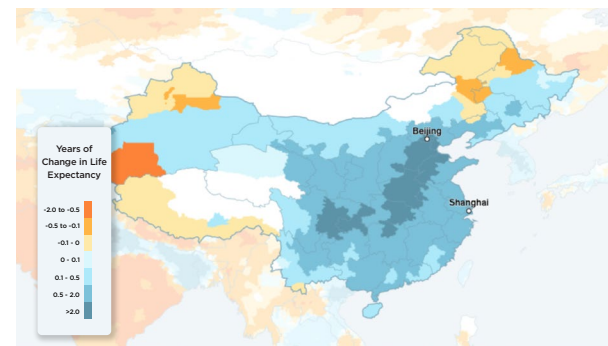 Beijing
Shanghai
Years of
Change in Life
Expectancy
-2.0 to -0.5
-0.5 to -0.1
-0.1 - 0
0 - 0.1
0.1 - 0.5
0.5 - 2.0
>2.0